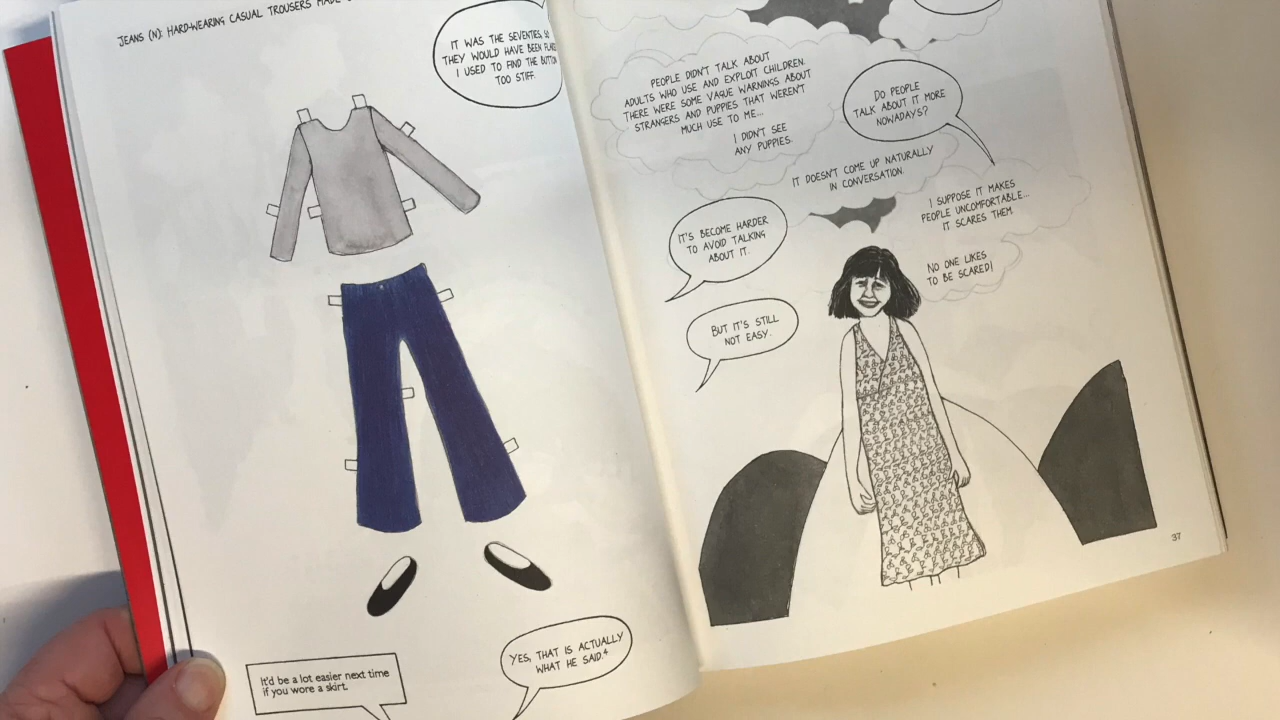 JEANS (N): HARD-WEARING CASUAL TROUSERS MADE
IT WAS THE SEVENTIES, SO
THEY WOULD HAVE BEEN FLARED
I USED TO FIND THE BUTTON
TOO STIFF.
It'd be a lot easier next time
if you wore a skirt.
YES, THAT IS ACTUALLY
WHAT HE SAID.4
PEOPLE DIDN'T TALK ABOUT
ADULTS WHO USE AND EXPLOIT CHILDREN.
THERE WERE SOME VAGUE WARNINGS ABOUT
STRANGERS AND PUPPIES THAT WEREN'T
MUCH USE TO ME...
I DIDN'T SEE
ANY PUPPIES.
DO PEOPLE
TALK ABOUT IT MORE
NOWADAYS?
IT DOESN'T COME UP NATURALLY
IN CONVERSATION.
I SUPPOSE IT MAKES
PEOPLE UNCOMFORTABLE...
IT SCARES THEM.
IT'S BECOME HARDER
TO AVOID TALKING
ABOUT IT.
NO ONE LIKES
TO BE SCARED!
BUT IT'S STILL
NOT EASY.
37